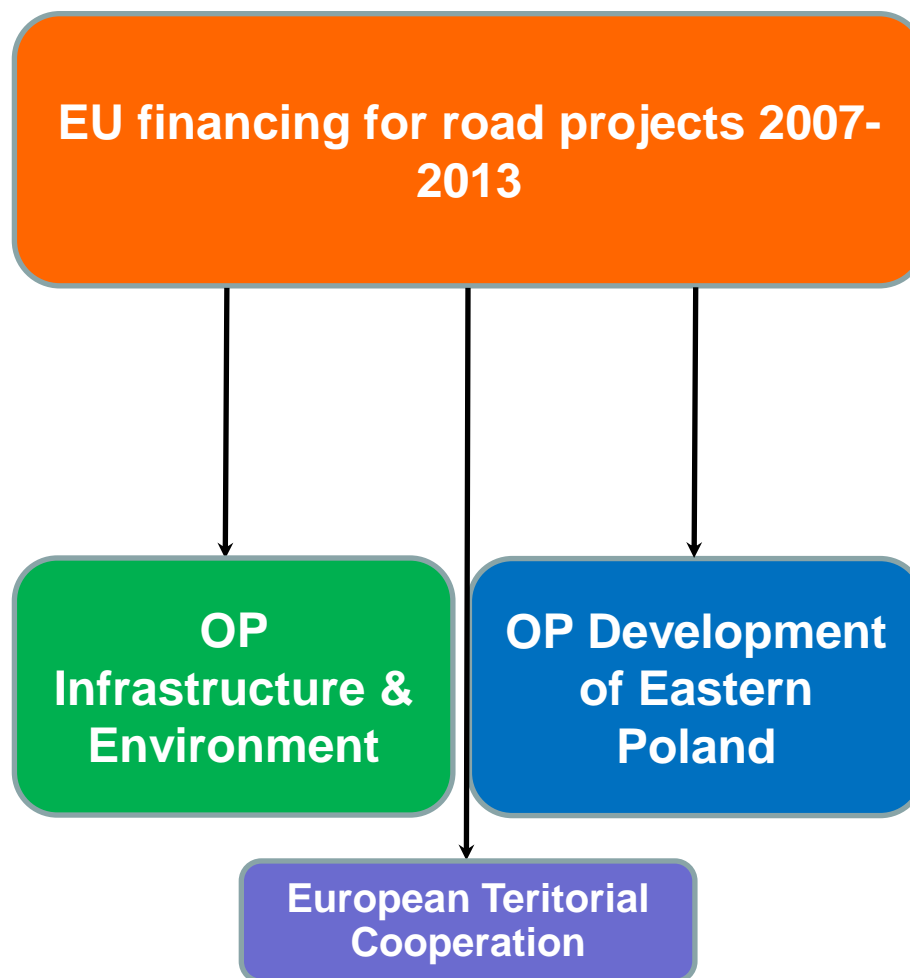 EU financing for road projects 2007-
2013
OP
Infrastructure &
Environment
OP Development
of Eastern
Poland
European Teritorial
Cooperation